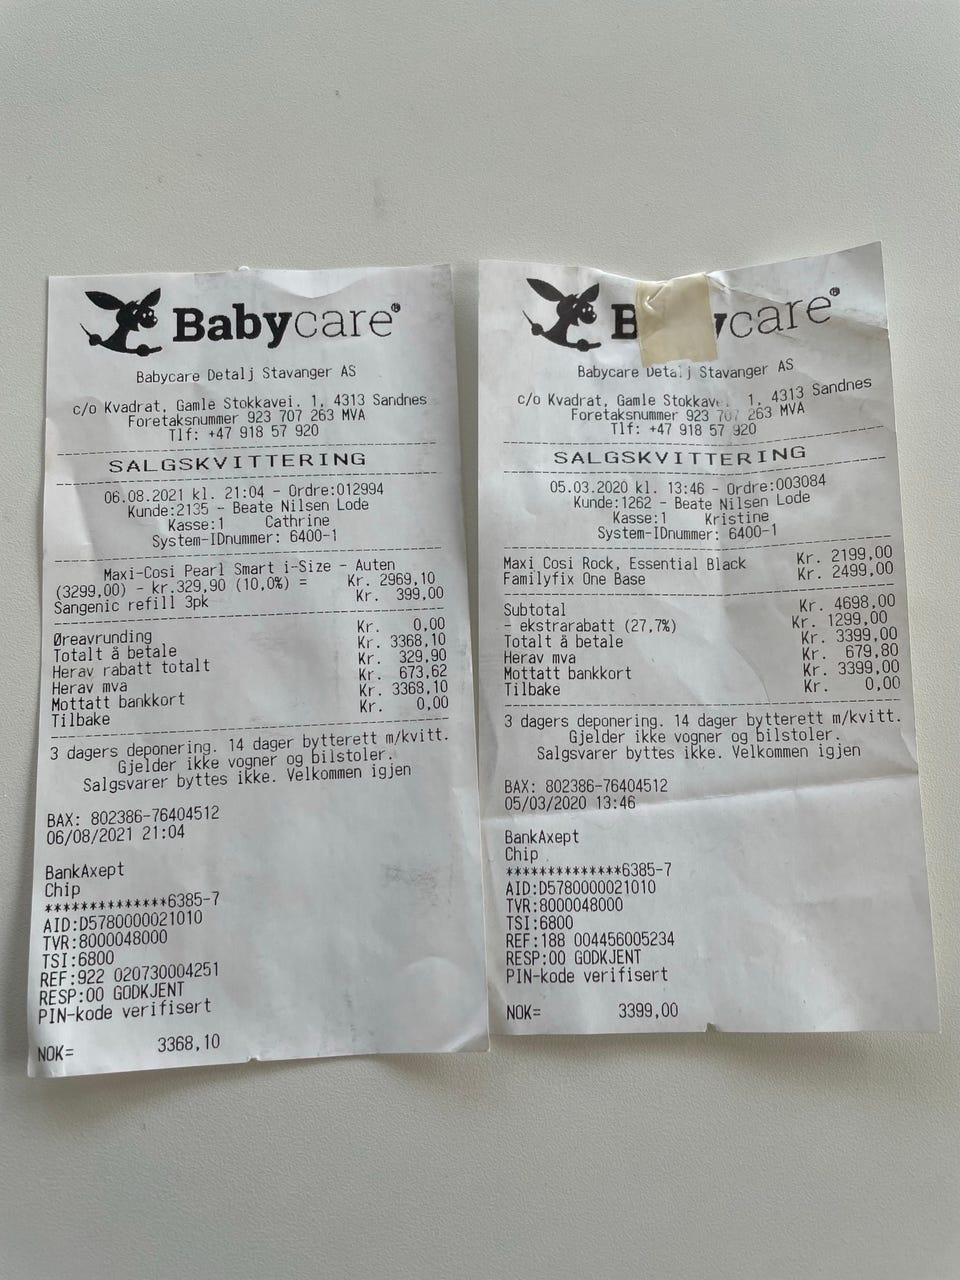 Babycare®
Babycare Detalj Stavanger AS
c/o Kvadrat, Gamle Stokkavei. 1, 4313 Sandnes
Foretaksnummer 923 707 263 MVA
Tlf: +47 918 57 920
SALGSKVITTERING
06.08.2021 kl. 21:04 - Ordre:012994
Kunde:2135 - Beate Nilsen Lode
Kasse:1 Cathrine
System-IDnummer: 6400-1
Maxi-Cosi Pearl Smart i-Size - Auten
(3299,00) - kr.329,90 (10,0%) = Kr. 2969,10
Sangenic refill 3pk Kr. 399,00
Øreavrunding Kr. 0,00
Totalt å betale Kr. 3368,10
Herav rabatt totalt Kr. 329,90
Herav mva Kr. 673,62
Mottatt bankkort Kr. 3368,10
Tilbake Kr. 0,00
3 dagers deponering. 14 dager bytterett m/kvitt.
Gjelder ikke vogner og bilstoler.
Salgsvarer byttes ikke. Velkommen igjen
BAX: 802386-76404512
06/08/2021 21:04
BankAxept
Chip
**************6385-7
AID:D5780000021010
TVR:8000048000
TSI:6800
REF:922 020730004251
RESP:00 GODKJENT
PIN-kode verifisert
NOK= 3368,10
Babycare®
Babycare Detalj Stavanger AS
c/o Kvadrat, Gamle Stokkavei. 1, 4313 Sandnes
Foretaksnummer 923 707 263 MVA
Tlf: +47 918 57 920
SALGSKVITTERING
05.03.2020 kl. 13:46 - Ordre:003084
Kunde:1262 - Beate Nilsen Lode
Kasse:1 Kristine
System-IDnummer: 6400-1
Maxi Cosi Rock, Essential Black Kr. 2199,00
Familyfix One Base Kr. 2499,00
Subtotal Kr. 4698,00
- ekstrarabatt (27,7%) Kr. 1299,00
Totalt å betale Kr. 3399,00
Herav mva Kr. 679,80
Mottatt bankkort Kr. 3399,00
Tilbake Kr. 0,00
3 dagers deponering. 14 dager bytterett m/kvitt.
Gjelder ikke vogner og bilstoler.
Salgsvarer byttes ikke. Velkommen igjen
BAX: 802386-76404512
05/03/2020 13:46
BankAxept
Chip
**************6385-7
AID:D5780000021010
TVR:8000048000
TSI:6800
REF:188 004456005234
RESP:00 GODKJENT
PIN-kode verifisert
NOK= 3399,00